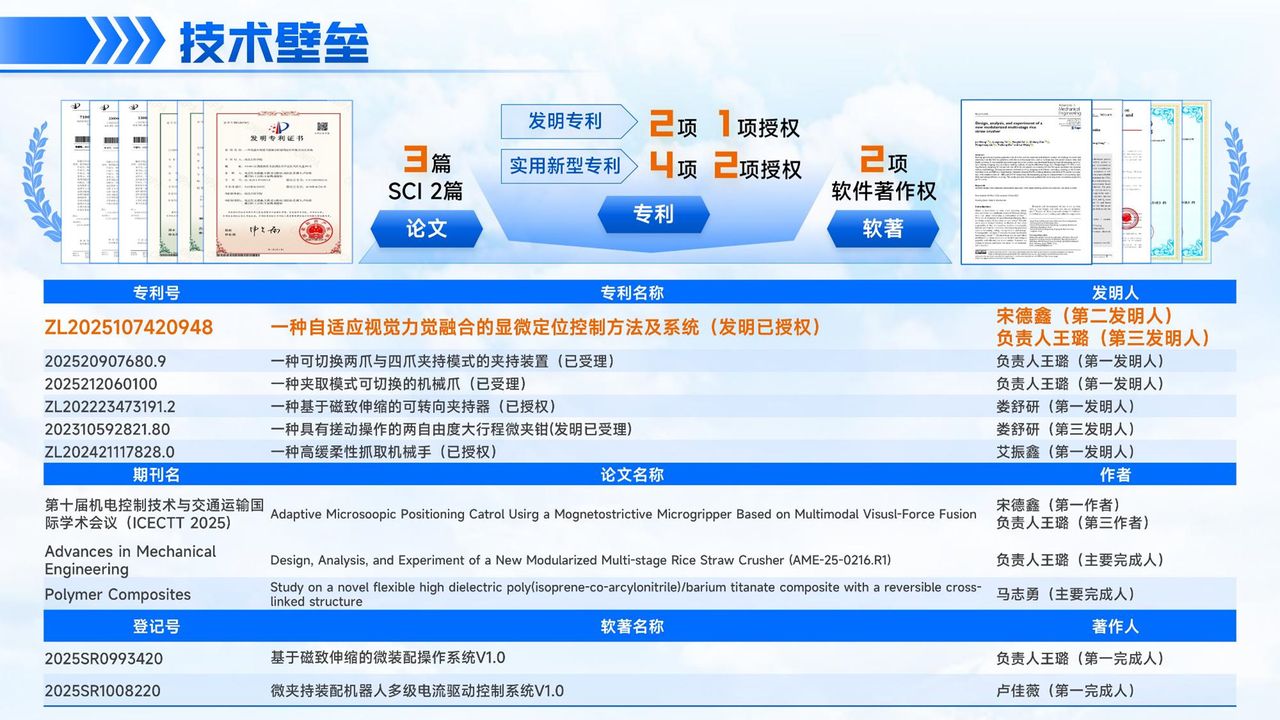 技术壁垒
发明专利证书
3篇
SCI 2篇
论文
发明专利
2项 1项授权
实用新型专利
4项 2项授权
专利
2项
软件著作权
软著
Design, analysis, and experiment of a new modularized multi-stage rice straw crusher
专利号 专利名称 发明人
ZL2025107420948 一种自适应视觉力觉融合的显微定位控制方法及系统（发明已授权） 宋德鑫（第二发明人）
负责人王璐（第三发明人）
202520907680.9 一种可切换两爪与四爪夹持模式的夹持装置（已受理） 负责人王璐（第一发明人）
2025212060100 一种夹取模式可切换的机械爪（已受理） 负责人王璐（第一发明人）
ZL202223473191.2 一种基于磁致伸缩的可转向夹持器（已授权） 娄舒研（第一发明人）
202310592821.80 一种具有搓动操作的两自由度大行程微夹钳(发明已受理) 娄舒研（第三发明人）
ZL202421117828.0 一种高缓柔性抓取机械手（已授权） 艾振鑫（第一发明人）
期刊名 论文名称 作者
第十届机电控制技术与交通运输国
际学术会议（ICECTT 2025） Adaptive Microstopic Positioning Catrol Usirg a Mognetostrictive Microgripper Based on Multimodal Visusl-Force Fusion 宋德鑫（第一作者）
负责人王璐（第三作者）
Advances in Mechanical
Engineering Design, Analysis, and Experiment of a New Modularized Multi-stage Rice Straw Crusher (AME-25-0216.R1) 负责人王璐（主要完成人）
Polymer Composites Study on a novel flexible high dielectric poly(isoprene-co-arcylonitrile)/barium titanate composite with a reversible cross-
linked structure 马志勇（主要完成人）
登记号 软著名称 著作人
2025SR0993420 基于磁致伸缩的微装配操作系统V1.0 负责人王璐（第一完成人）
2025SR1008220 微夹持装配机器人多级电流驱动控制系统V1.0 卢佳薇（第一完成人）